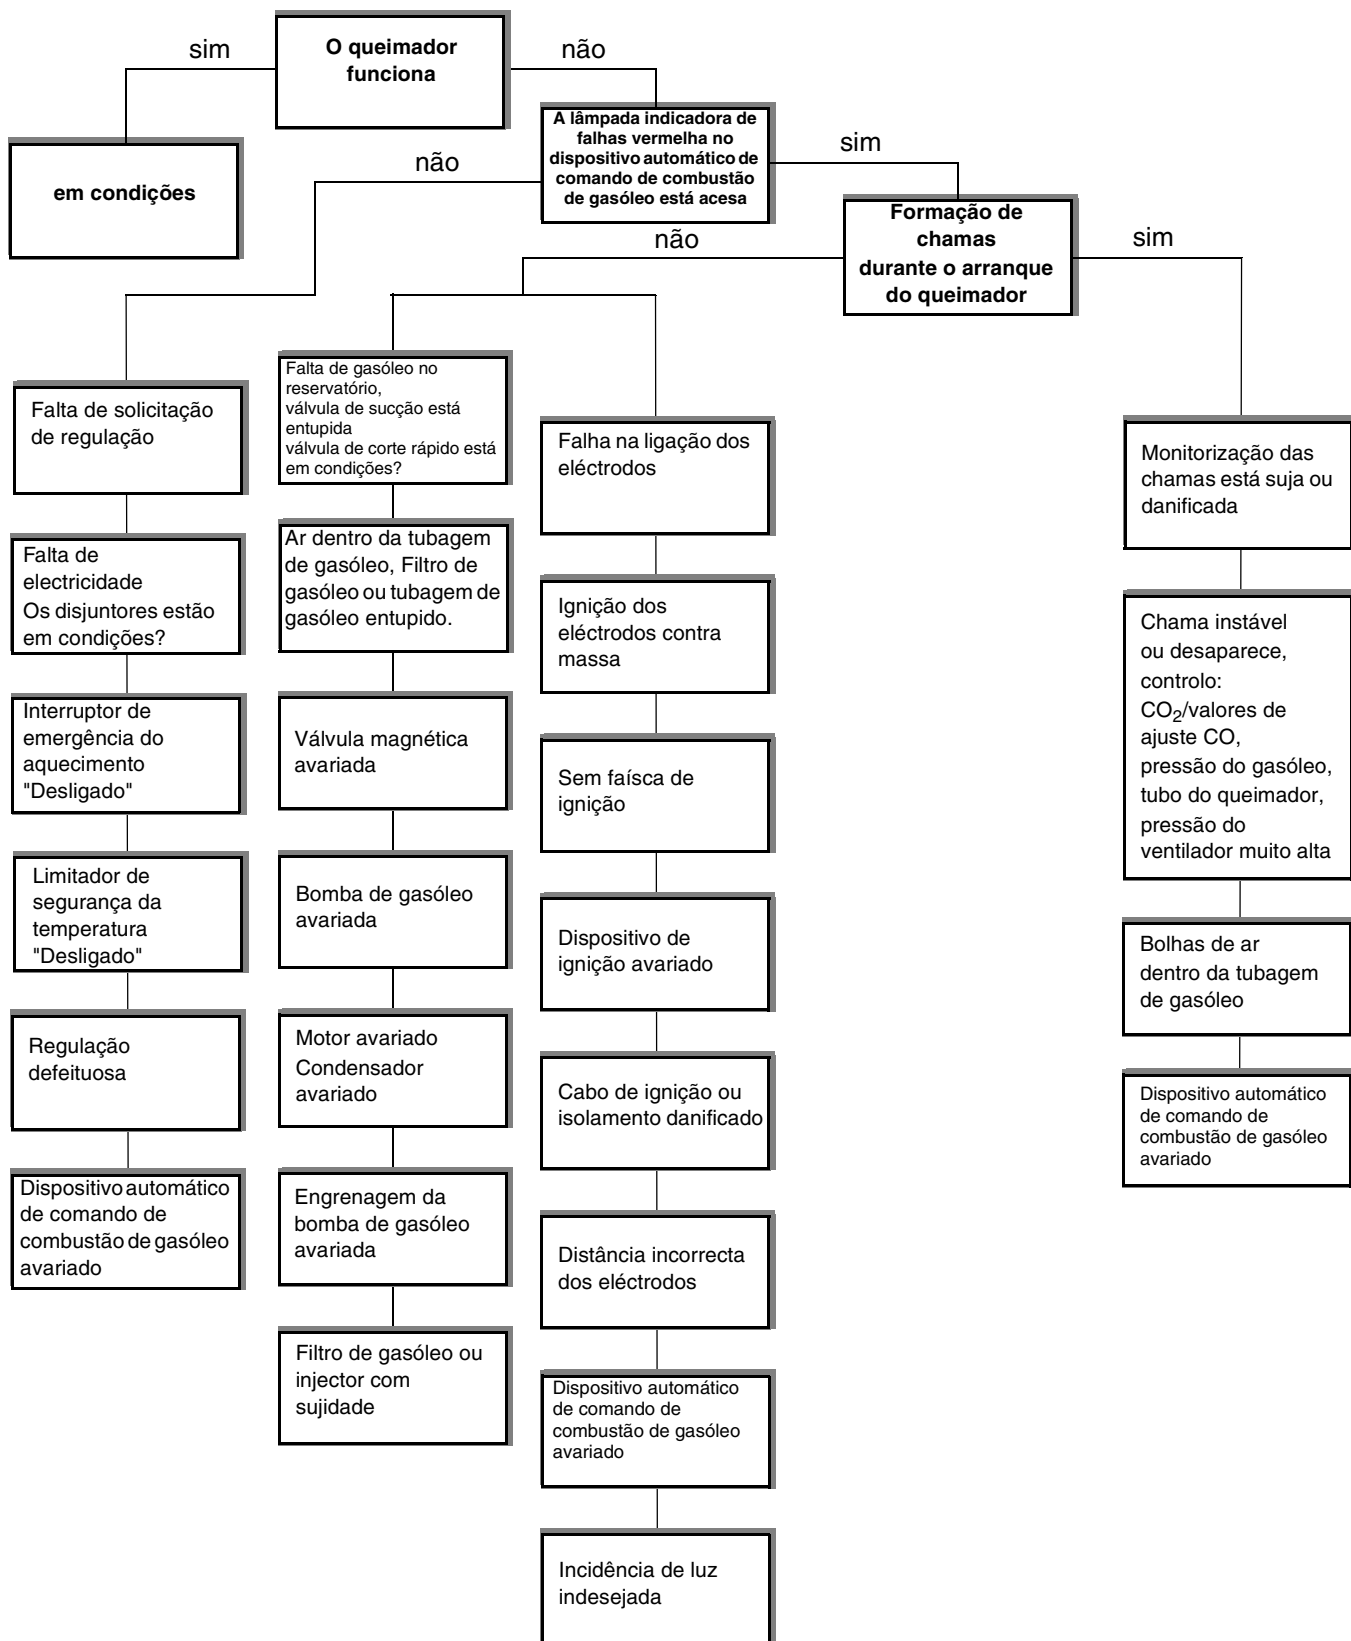 sim
O queimador
funciona
não
em condições
não
A lâmpada indicadora de
falhas vermelha no
dispositivo automático de
comando de combustão
de gasóleo está acesa
sim
não
Formação de
chamas
durante o arranque
do queimador
sim
Falta de solicitação
de regulação
Falta de
electricidade
Os disjuntores estão
em condições?
Interruptor de
emergência do
aquecimento
"Desligado"
Limitador de
segurança da
temperatura
"Desligado"
Regulação
defeituosa
Dispositivo automático
de comando de
combustão de gasóleo
avariado
Falta de gasóleo no
reservatório,
válvula de sucção está
entupida
válvula de corte rápido está
em condições?
Ar dentro da tubagem
de gasóleo, Filtro de
gasóleo ou tubagem de
gasóleo entupido.
Válvula magnética
avariada
Bomba de gasóleo
avariada
Motor avariado
Condensador
avariado
Engrenagem da
bomba de gasóleo
avariada
Filtro de gasóleo ou
injector com
sujidade
Falha na ligação dos
eléctrodos
Ignição dos
eléctrodos contra
massa
Sem faísca de
ignição
Dispositivo de
ignição avariado
Cabo de ignição ou
isolamento danificado
Distância incorrecta
dos eléctrodos
Dispositivo automático
de comando de
combustão de gasóleo
avariado
Incidência de luz
indesejada
Monitorização das
chamas está suja ou
danificada
Chama instável
ou desaparece,
controlo:
CO2/valores de
ajuste CO,
pressão do gasóleo,
tubo do queimador,
pressão do
ventilador muito alta
Bolhas de ar
dentro da tubagem
de gasóleo
Dispositivo automático
de comando de
combustão de gasóleo
avariado